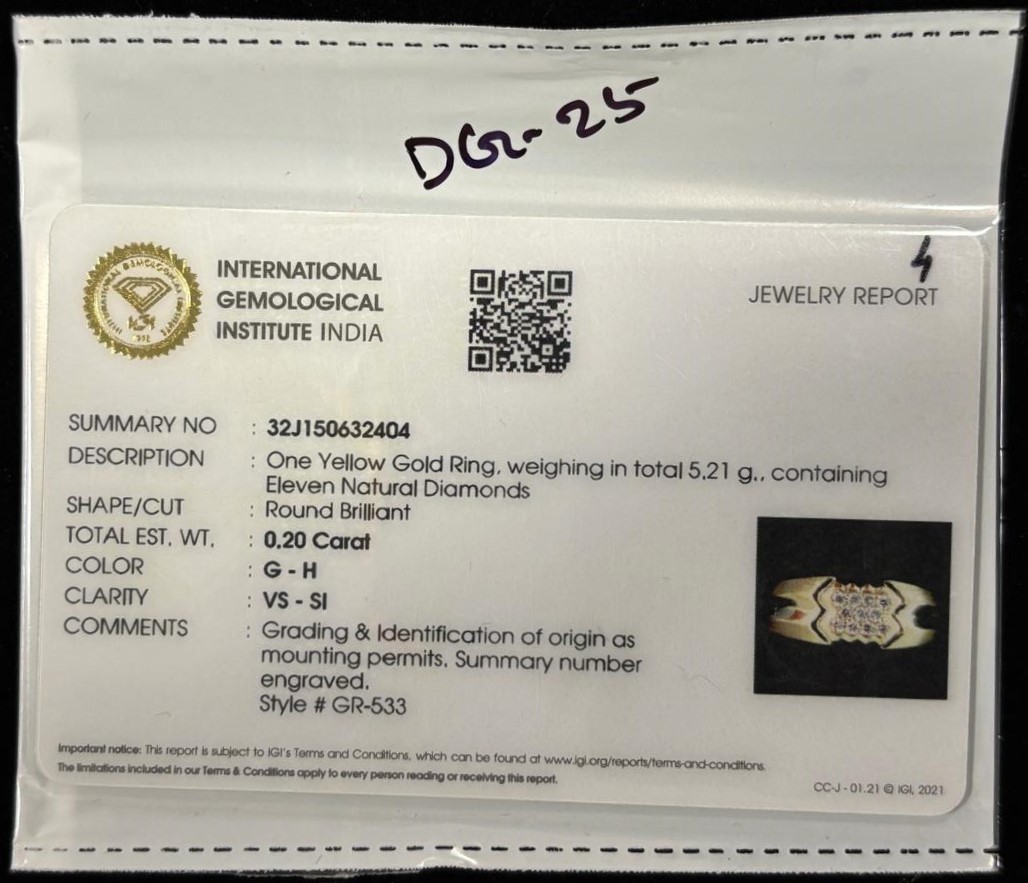 DGR-25
4
INTERNATIONAL
GEMOLOGICAL
INSTITUTE INDIA
JEWELRY REPORT
SUMMARY NO : 32J150632404
DESCRIPTION : One Yellow Gold Ring, weighing in total 5.21 g., containing
Eleven Natural Diamonds
SHAPE/CUT : Round Brilliant
TOTAL EST. WT. : 0.20 Carat
COLOR : G - H
CLARITY : VS - SI
COMMENTS : Grading & Identification of origin as
mounting permits. Summary number
engraved.
Style # GR-533
Important notice: This report is subject to IGI's Terms and Conditions, which can be found at www.igi.org/reports/terms-and-conditions.
The limitations included in our Terms & Conditions apply to every person reading or receiving this report.
CC-J - 01.21 © IGI, 2021